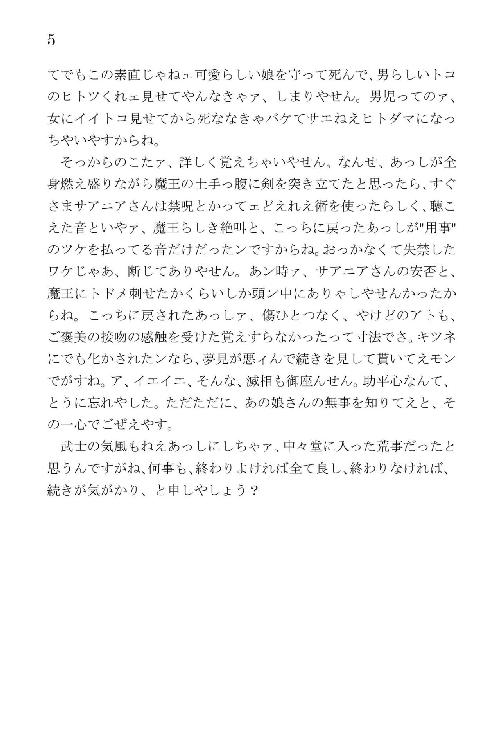 5
てでもこの素直じゃねェ可愛らしい娘を守って死んで、男らしいトコ
のヒトツくれェ見せてやんなきゃァ、しまりやせん。男児ってのァ、
女にイイトコ見せてから死ななきゃバケてサエねえヒトダマになっ
ちやいやすからね。
そっからのこたァ、詳しく覚えちゃいやせん。なんせ、あっしが全
身燃え盛りながら魔王の土手っ腹に剣を突き立てたと思ったら、すぐ
さまサアニアさんは禁呪とかってェどえれえ術を使ったらしく、聴こ
えた音といやァ、魔王らしき絶叫と、こっちに戻ったあっしが"用事"
のツケを払ってる音だけだったンですからね。おっかなくて失禁した
ワケじゃあ、断じてありやせん。あン時ァ、サアニアさんの安否と、
魔王にトドメ刺せたかくらいしか頭ン中にありゃしやせんかったか
らね。こっちに戻されたあっしァ、傷ひとつなく、やけどのアトも、
ご褒美の接吻の感触を受けた覚えすらなかったって寸法でさ。キツネ
にでも化かされたンなら、夢見が悪ィんで続きを見して貰いてえモン
でがすね。ア、イエイエ、そんな、滅相も御座んせん。助平心なんて、
とうに忘れやした。ただただに、あの娘さんの無事を知りてえと、そ
の一心でごぜえやす。
武士の気風もねえあっしにしちゃァ、中々堂に入った荒事だったと
思うんですがね、何事も、終わりよければ全て良し、終わりなければ、
続きが気がかり、と申しやしょう？